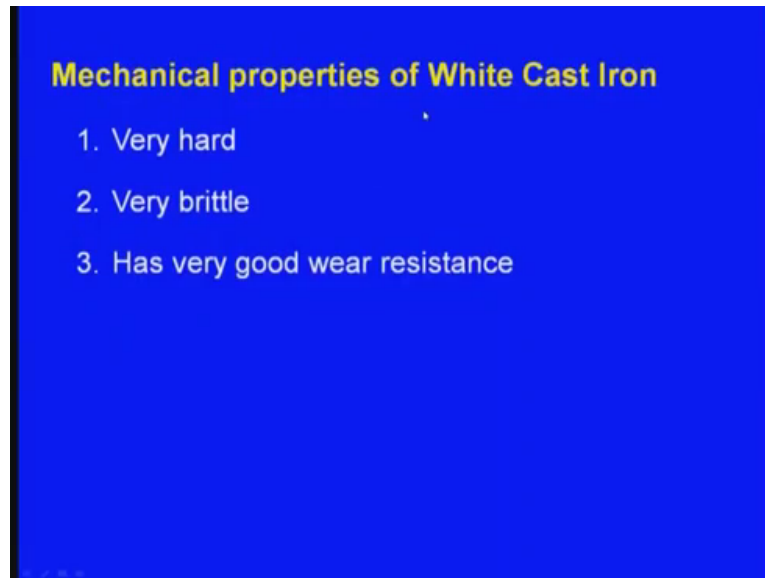 Mechanical properties of White Cast Iron
1. Very hard
2. Very brittle
3. Has very good wear resistance